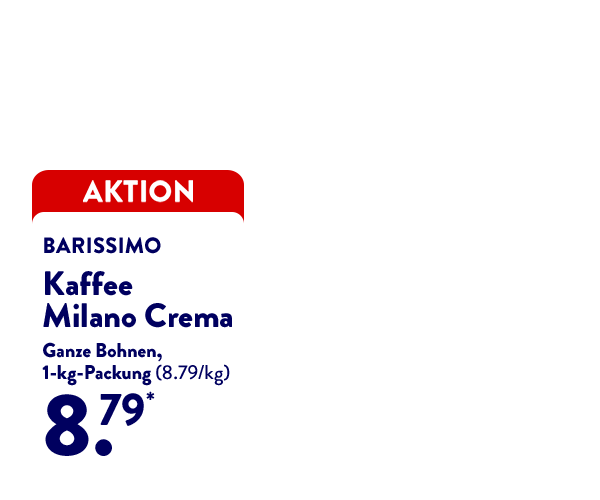 AKTION
BARISSIMO
Kaffee
Milano Crema
Ganze Bohnen,
1-kg-Packung (8.79/kg)
8.79*